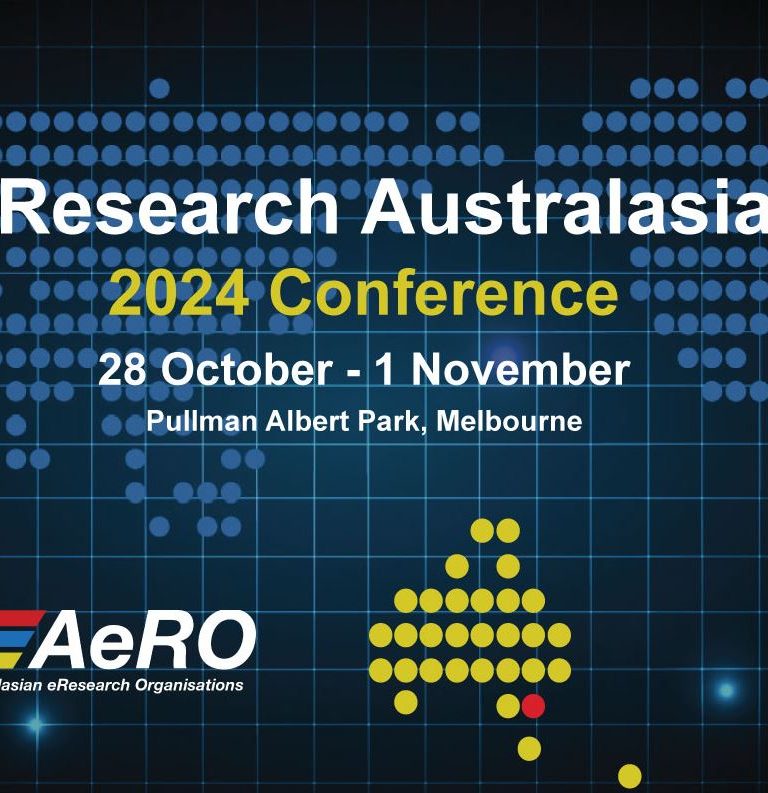 Research Australasia
2024 Conference
28 October - 1 November
Pullman Albert Park, Melbourne
AeRO
lasian eResearch Organisations